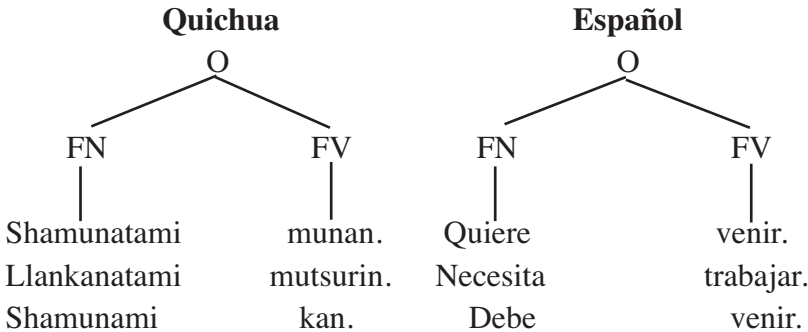 Quichua Español
O O
FN FV FN FV
Shamunatami munan. Quiere venir.
Llankanatami mutsurin. Necesita trabajar.
Shamunami kan. Debe venir.